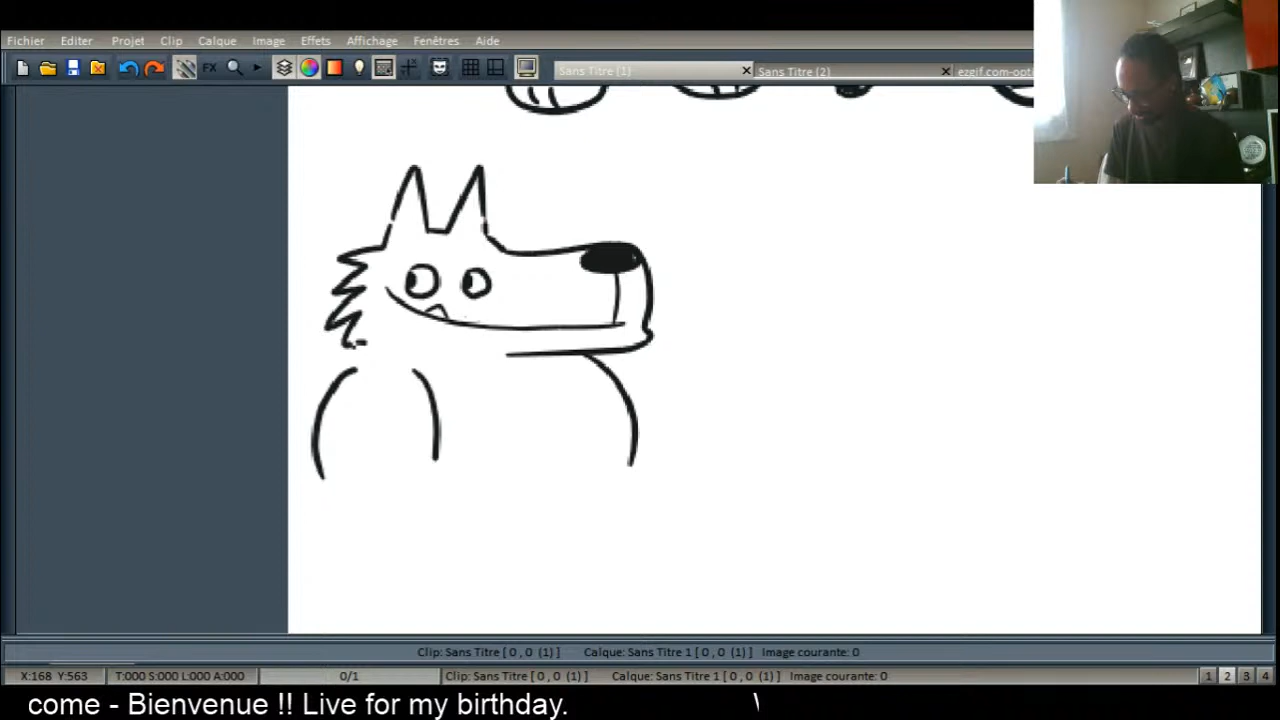 Fichier Editer Projet Clip Calque Image Effets Affichage Fenêtres Aide
FX Sans Titre (1) Sans Titre (2) ezgif.com-opti
Clip: Sans Titre [ 0 , 0 (1) ] Calque: Sans Titre 1 [ 0 , 0 (1) ] Image courante: 0
X:168 Y:563 T:000 S:000 L:000 A:000 0/1 Clip: Sans Titre [ 0 , 0 (1) ] Calque: Sans Titre 1 [ 0 , 0 (1) ] Image courante: 0 1 2 3 4
come - Bienvenue !! Live for my birthday.